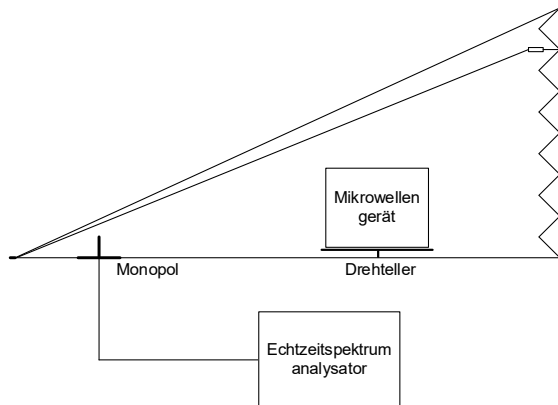 Mikrowellen
gerät
Monopol
Drehteller
Echtzeitspektrum
analysator